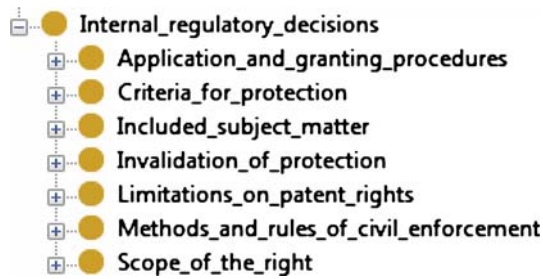 Internal_regulatory_decisions
Application_and_granting_procedures
Criteria_for_protection
Included_subject_matter
Invalidation_of_protection
Limitations_on_patent_rights
Methods_and_rules_of_civil_enforcement
Scope_of_the_right